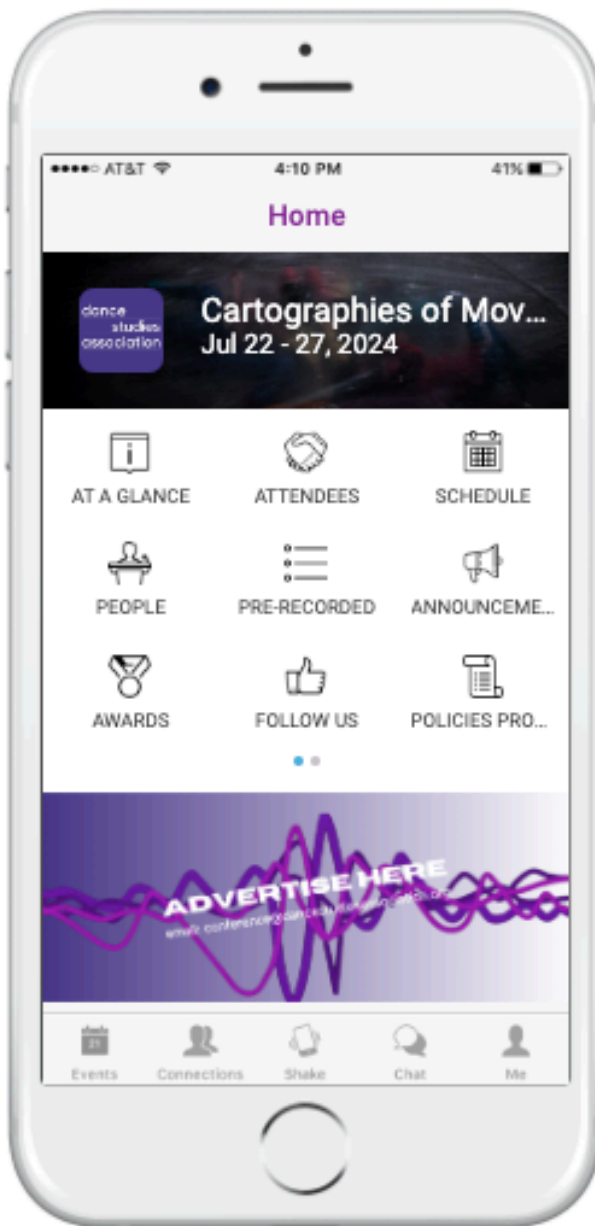 AT&T
4:10 PM
41%
Home
dance
studies
association
Cartographies of Mov...
Jul 22 - 27, 2024
AT A GLANCE
ATTENDEES
SCHEDULE
PEOPLE
PRE-RECORDED
ANNOUNCEME...
AWARDS
FOLLOW US
POLICIES PRO...
ADVERTISE HERE
email:
Events
Connections
Shake
Chat
Me